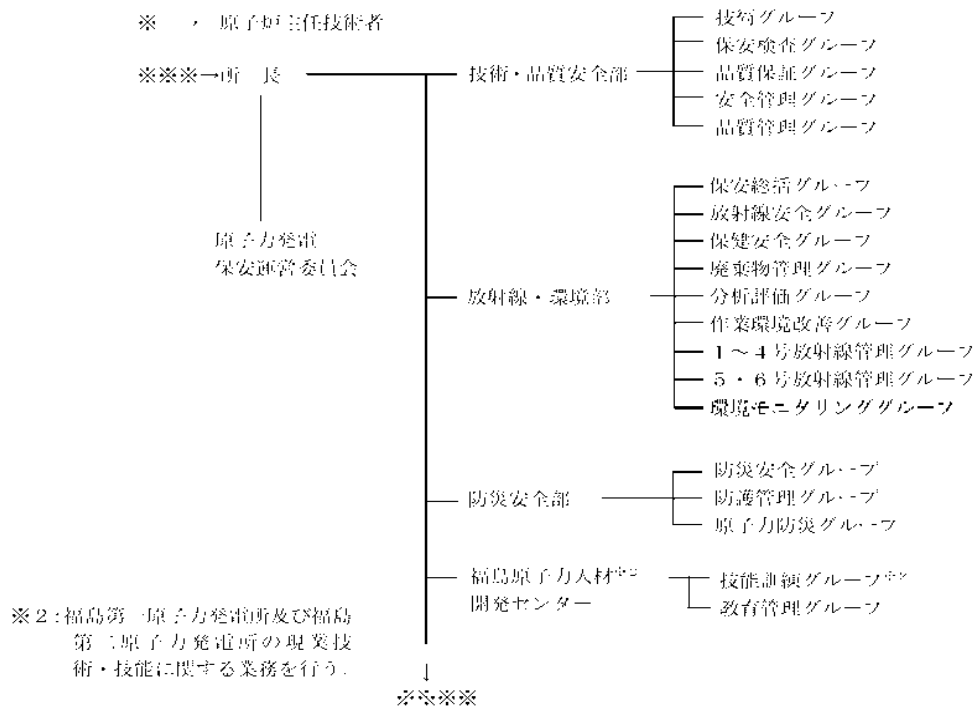 ※　→　原子炉主任技術者
※※※→所　長
原子力発電
保安運営委員会
技術・品質安全部
技術グループ
保安検査グループ
品質保証グループ
安全管理グループ
品質管理グループ
放射線・環境部
保安総括グループ
放射線安全グループ
保健安全グループ
廃棄物管理グループ
分析評価グループ
作業環境改善グループ
１～４号放射線管理グループ
５・６号放射線管理グループ
環境モニタリンググループ
防災安全部
防災安全グループ
防護管理グループ
原子力防災グループ
福島原子力人材※２
開発センター
技能訓練グループ※２
教育管理グループ
※２:福島第一原子力発電所及び福島
第二原子力発電所の現業技
術・技能に関する業務を行う.
↓
※※※※